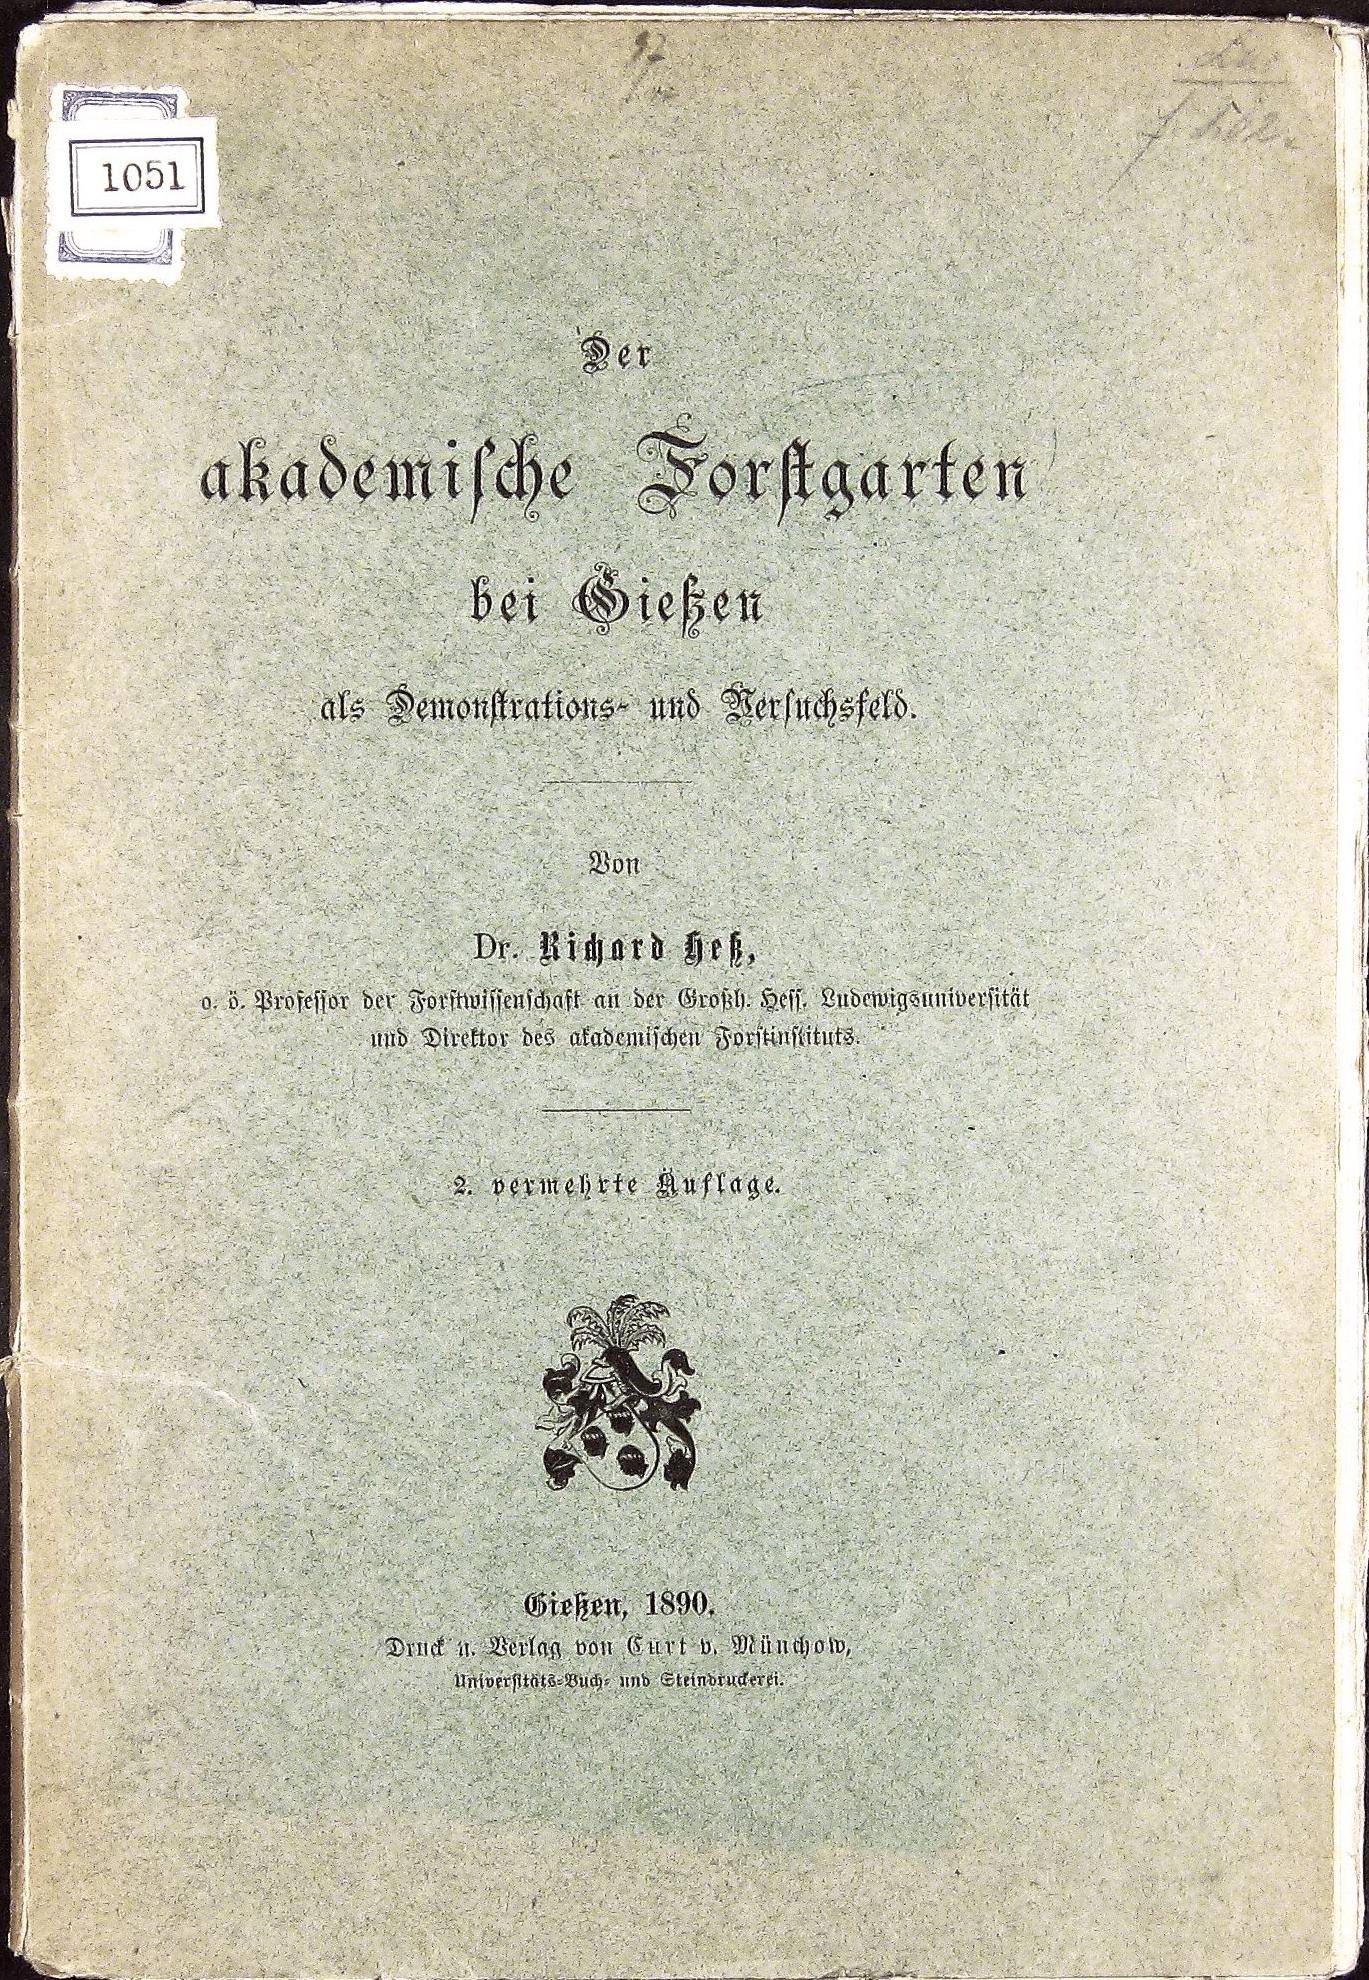 1051
Der
akademische Forstgarten
bei Gießen
als Demonstrations- und Versuchsfeld.
Von
Dr. Richard Heß,
o. ö. Professor der Forstwissenschaft an der Großh. Hess. Ludewigsuniversität
und Direktor des akademischen Forstinstituts.
2. vermehrte Auflage.
Gießen, 1890.
Druck u. Verlag von Curt v. Münchow,
Universitäts-Buch- und Steindruckerei.